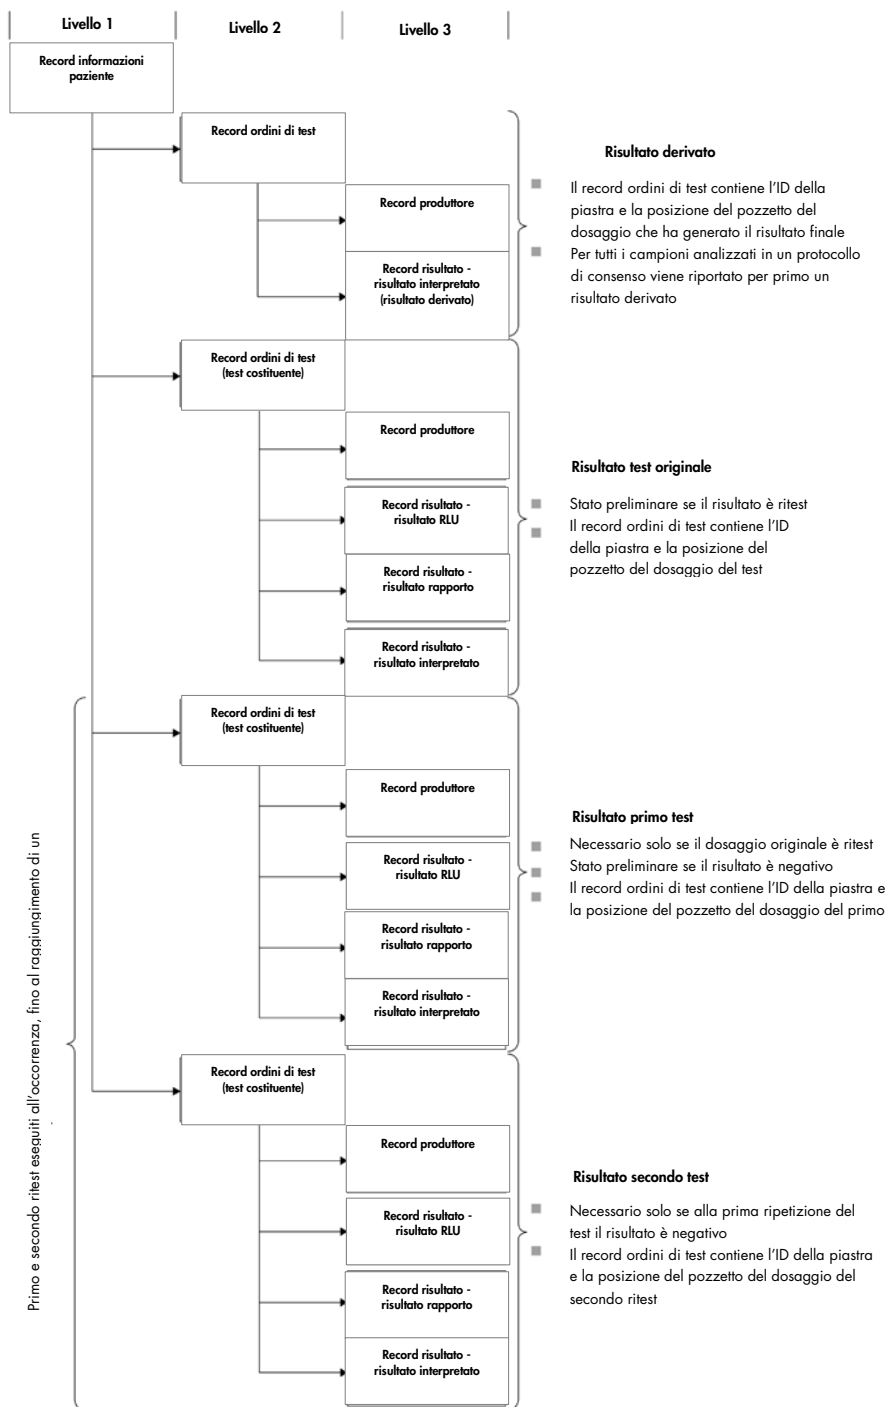 Livello 1
Livello 2
Livello 3
Record informazioni
paziente
Record ordini di test
Record produttore
Record risultato -
risultato interpretato
(risultato derivato)
Risultato derivato
Il record ordini di test contiene l'ID della
piastra e la posizione del pozzetto del
dosaggio che ha generato il risultato finale
Per tutti i campioni analizzati in un protocollo
di consenso viene riportato per primo un
risultato derivato
Record ordini di test
(test costituente)
Record produttore
Record risultato -
risultato RLU
Record risultato -
risultato rapporto
Record risultato -
risultato interpretato
Risultato test originale
Stato preliminare se il risultato è ritest
Il record ordini di test contiene l'ID
della piastra e la posizione del
pozzetto del dosaggio del test
Primo e secondo ritest eseguiti all'occorrenza, fino al raggiungimento di un
Record ordini di test
(test costituente)
Record produttore
Record risultato -
risultato RLU
Record risultato -
risultato rapporto
Record risultato -
risultato interpretato
Risultato primo test
Necessario solo se il dosaggio originale è ritest
Stato preliminare se il risultato è negativo
Il record ordini di test contiene l'ID della piastra e
la posizione del pozzetto del dosaggio del primo
Record ordini di test
(test costituente)
Record produttore
Record risultato -
risultato RLU
Record risultato -
risultato rapporto
Record risultato -
risultato interpretato
Risultato secondo test
Necessario solo se alla prima ripetizione del
test il risultato è negativo
Il record ordini di test contiene l'ID della piastra
e la posizione del pozzetto del dosaggio del
secondo ritest